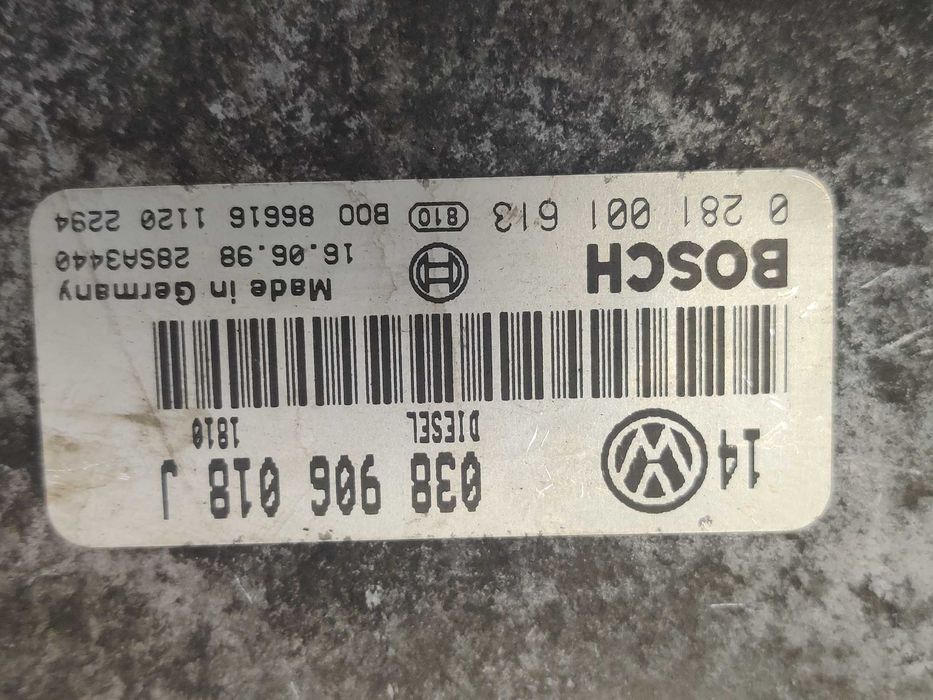 14 038 906 018 J
DIESEL 1810
BOSCH Made in Germany
16.06.98 28SA3440
0 281 001 613 810 B00 86616 1120 2294